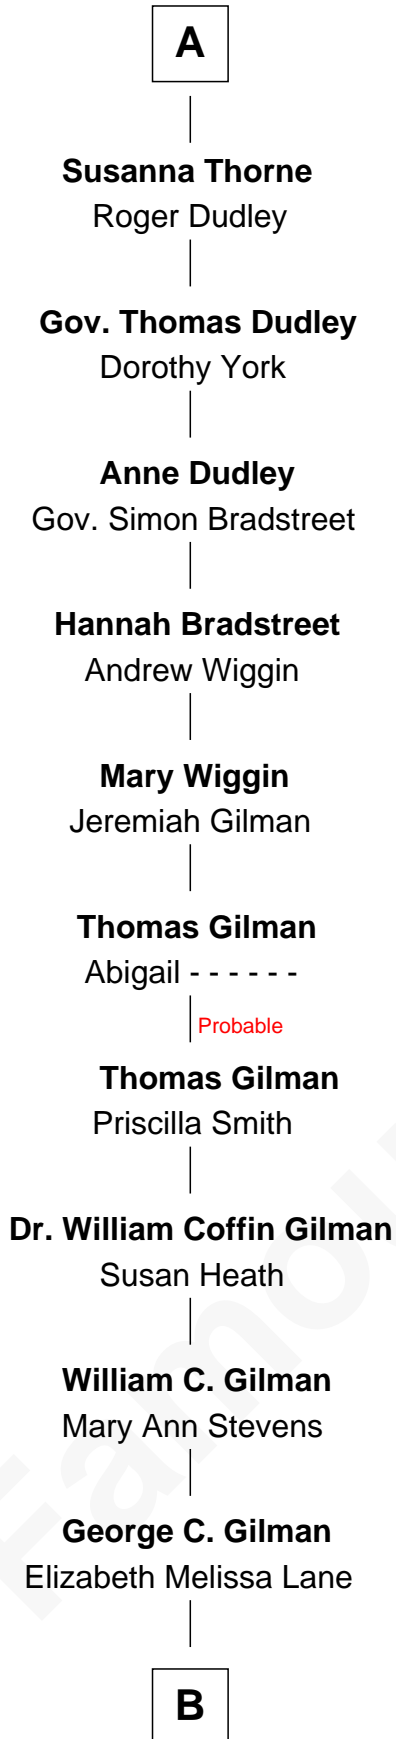 A
Susanna Thorne
Roger Dudley
Gov. Thomas Dudley
Dorothy York
Anne Dudley
Gov. Simon Bradstreet
Hannah Bradstreet
Andrew Wiggin
Mary Wiggin
Jeremiah Gilman
Thomas Gilman
Abigail - - - - - -
Probable
Thomas Gilman
Priscilla Smith
Dr. William Coffin Gilman
Susan Heath
William C. Gilman
Mary Ann Stevens
George C. Gilman
Elizabeth Melissa Lane
B